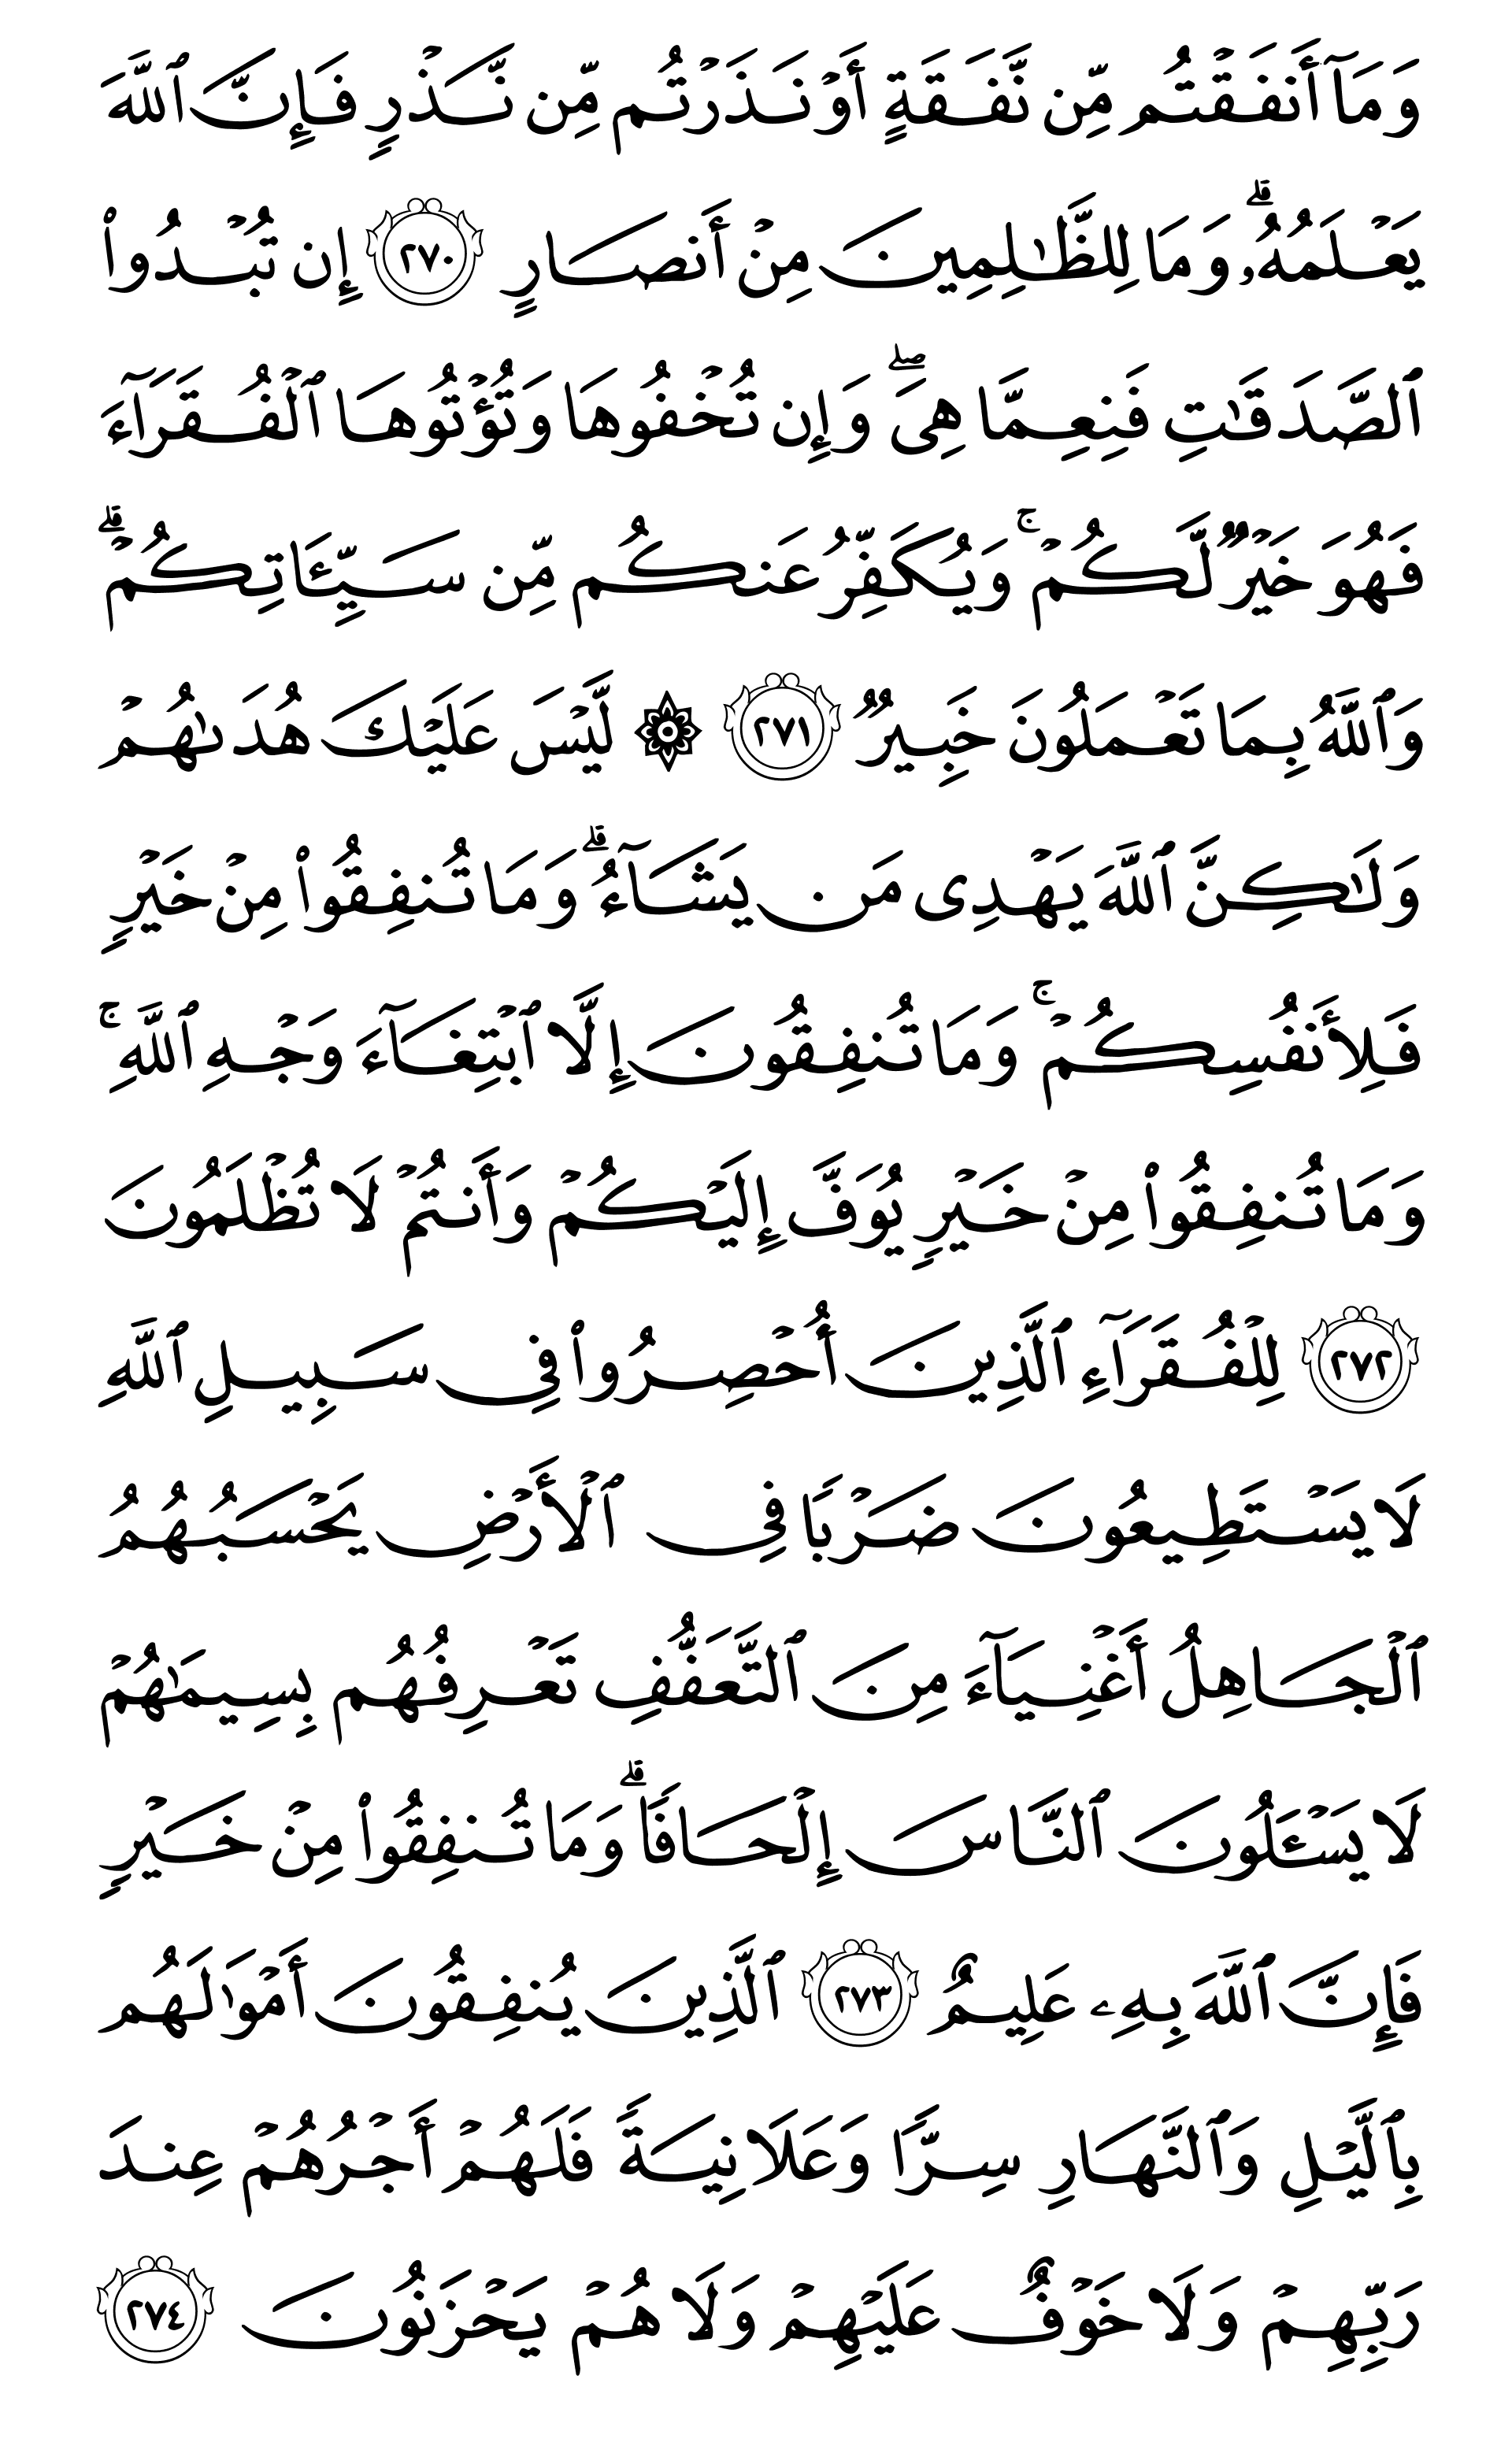 وَمَآ أَنفَقۡتُم مِّن نَّفَقَةٍ أَوۡ نَذَرۡتُم مِّن نَّذۡرٖ فَإِنَّ ٱللَّهَ
يَعۡلَمُهُۥۗ وَمَا لِلظَّٰلِمِينَ مِنۡ أَنصَارٍ ٢٧٠ إِن تُبۡدُواْ
ٱلصَّدَقَٰتِ فَنِعِمَّا هِيَۖ وَإِن تُخۡفُوهَا وَتُؤۡتُوهَا ٱلۡفُقَرَآءَ
فَهُوَ خَيۡرٞ لَّكُمۡۚ وَيُكَفِّرُ عَنكُم مِّن سَيِّـَٔاتِكُمۡۗ
وَٱللَّهُ بِمَا تَعۡمَلُونَ خَبِيرٞ ٢٧١ ۞ لَّيۡسَ عَلَيۡكَ هُدَىٰهُمۡ
وَلَٰكِنَّ ٱللَّهَ يَهۡدِي مَن يَشَآءُۗ وَمَا تُنفِقُواْ مِنۡ خَيۡرٖ
فَلِأَنفُسِكُمۡۚ وَمَا تُنفِقُونَ إِلَّا ٱبۡتِغَآءَ وَجۡهِ ٱللَّهِۚ
وَمَا تُنفِقُواْ مِنۡ خَيۡرٖ يُوَفَّ إِلَيۡكُمۡ وَأَنتُمۡ لَا تُظۡلَمُونَ
٢٧٢ لِلۡفُقَرَآءِ ٱلَّذِينَ أُحۡصِرُواْ فِي سَبِيلِ ٱللَّهِ
لَا يَسۡتَطِيعُونَ ضَرۡبٗا فِي ٱلۡأَرۡضِ يَحۡسَبُهُمُ
ٱلۡجَاهِلُ أَغۡنِيَآءَ مِنَ ٱلتَّعَفُّفِ تَعۡرِفُهُم بِسِيمَٰهُمۡ
لَا يَسۡـَٔلُونَ ٱلنَّاسَ إِلۡحَافٗاۗ وَمَا تُنفِقُواْ مِنۡ خَيۡرٖ
فَإِنَّ ٱللَّهَ بِهِۦ عَلِيمٌ ٢٧٣ ٱلَّذِينَ يُنفِقُونَ أَمۡوَٰلَهُم
بِٱلَّيۡلِ وَٱلنَّهَارِ سِرّٗا وَعَلَانِيَةٗ فَلَهُمۡ أَجۡرُهُمۡ عِندَ
رَبِّهِمۡ وَلَا خَوۡفٌ عَلَيۡهِمۡ وَلَا هُمۡ يَحۡزَنُونَ ٢٧٤